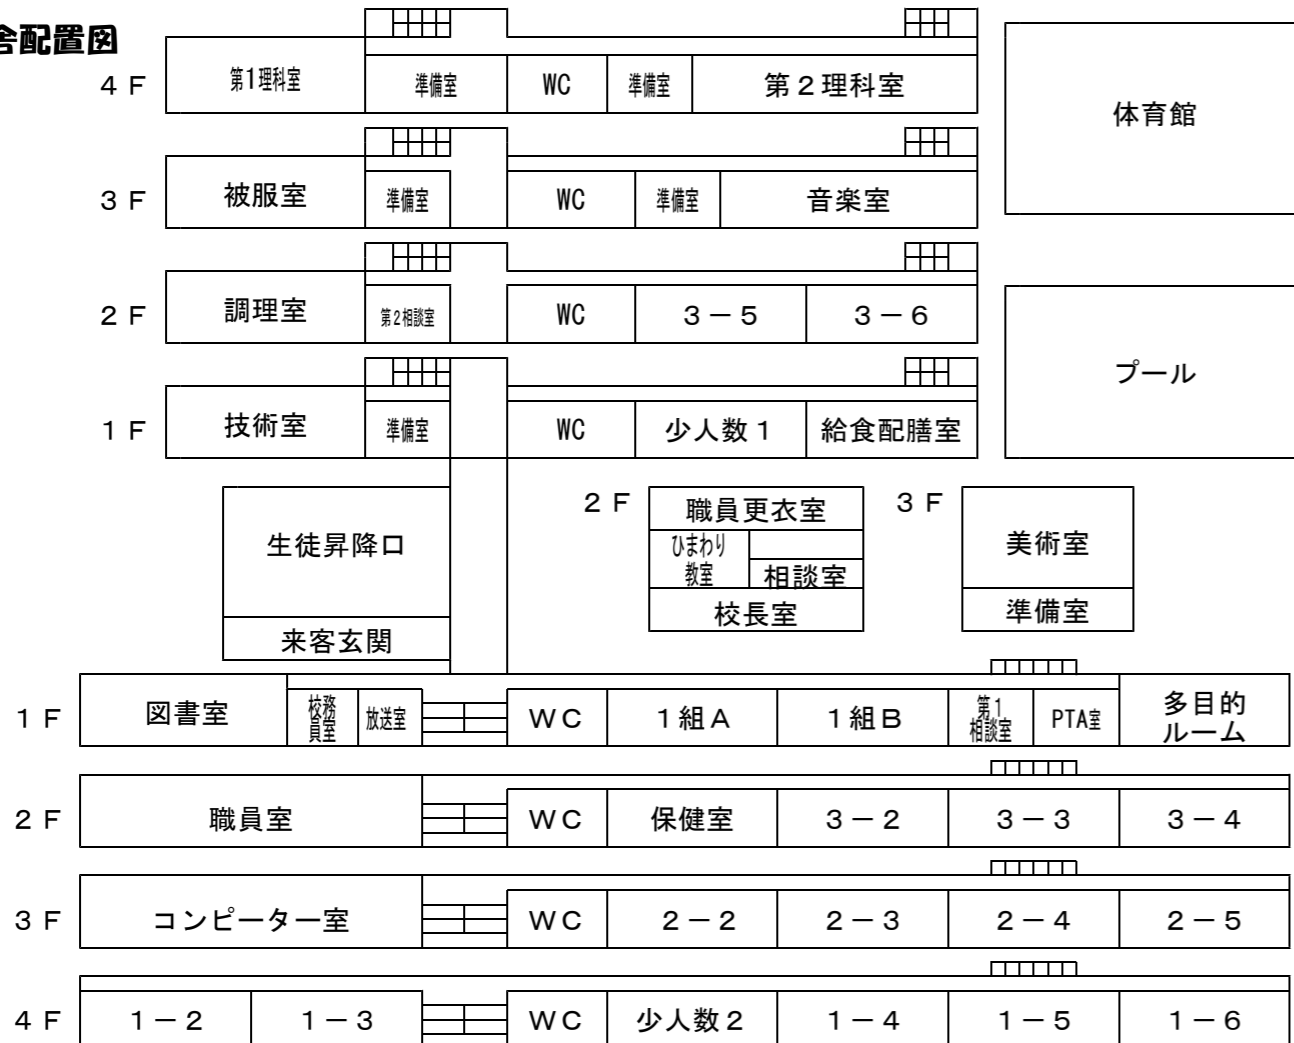 舎配置図
4F 第1理科室 準備室 WC 準備室 第2理科室
体育館
3F 被服室 準備室 WC 準備室 音楽室
2F 調理室 第2相談室 WC 3－5 3－6
プール
1F 技術室 準備室 WC 少人数1 給食配膳室
生徒昇降口
来客玄関
2F 職員更衣室
ひまわり
教室
相談室
校長室
3F 美術室
準備室
1F 図書室 校務
員室 放送室 WC 1組A 1組B 第1
相談室 PTA室 多目的
ルーム
2F 職員室 WC 保健室 3－2 3－3 3－4
3F コンピーター室 WC 2－2 2－3 2－4 2－5
4F 1－2 1－3 WC 少人数2 1－4 1－5 1－6